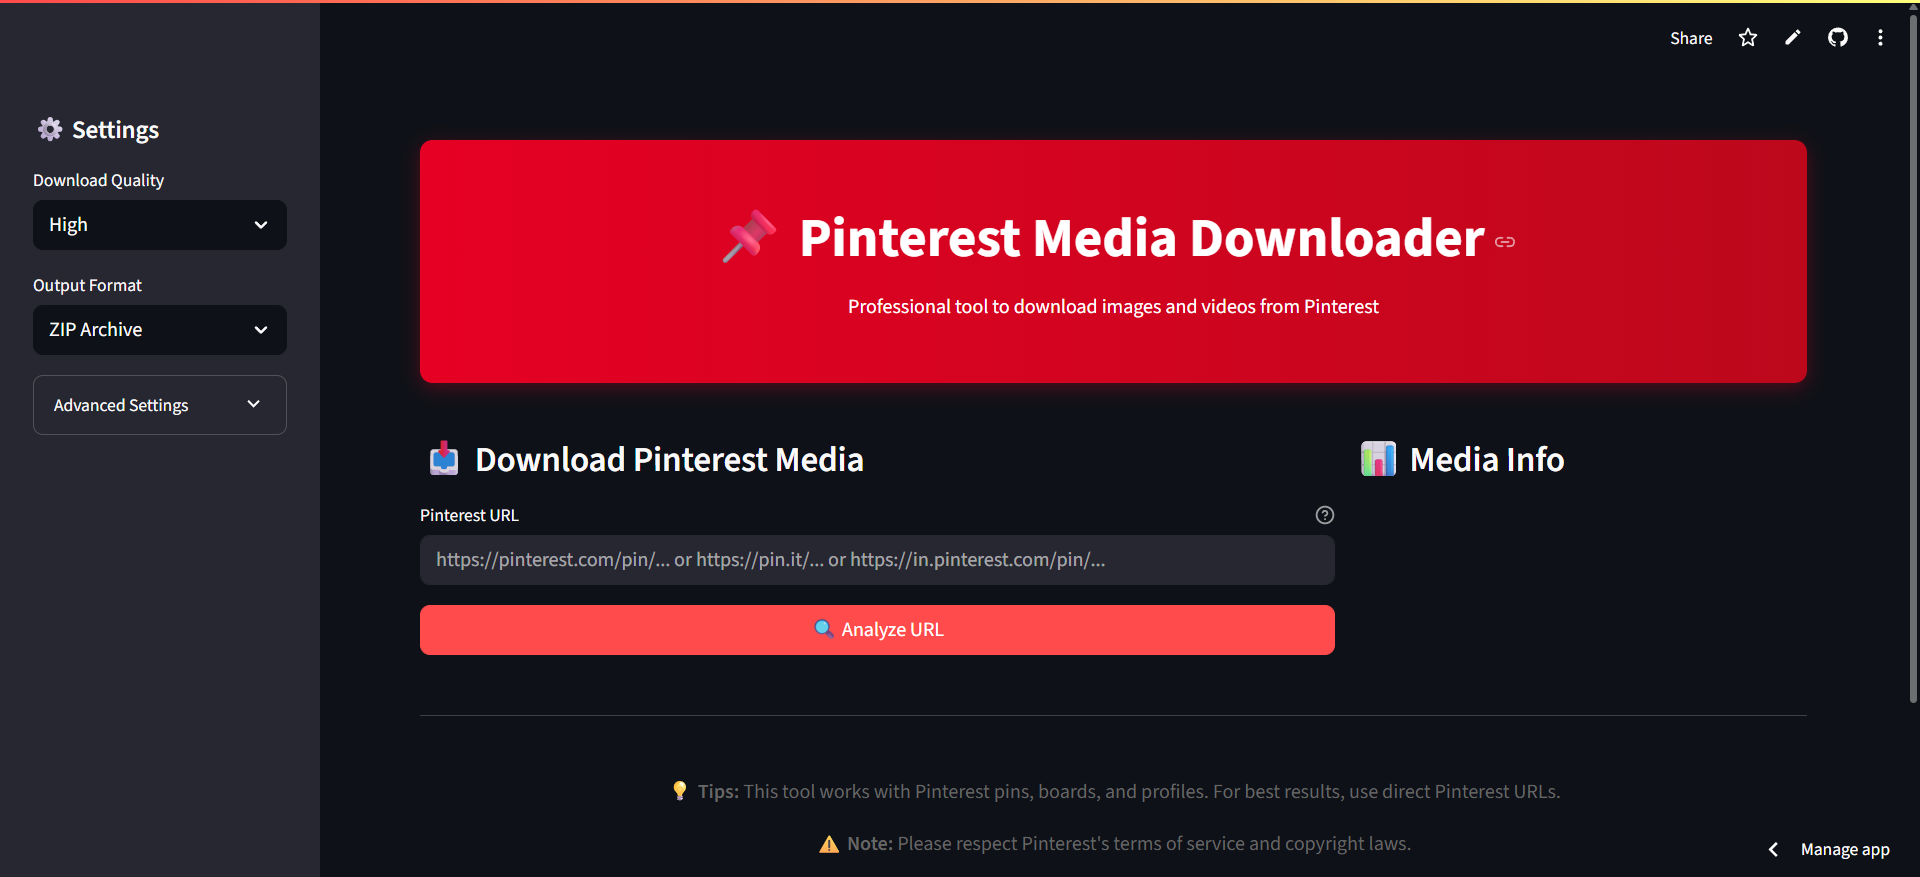 Share
Settings
Download Quality
High
Output Format
ZIP Archive
Advanced Settings
Pinterest Media Downloader
Professional tool to download images and videos from Pinterest
Download Pinterest Media
Media Info
Pinterest URL
https://pinterest.com/pin/... or https://pin.it/... or https://in.pinterest.com/pin/...
Analyze URL
Tips: This tool works with Pinterest pins, boards, and profiles. For best results, use direct Pinterest URLs.
Note: Please respect Pinterest's terms of service and copyright laws.
Manage app